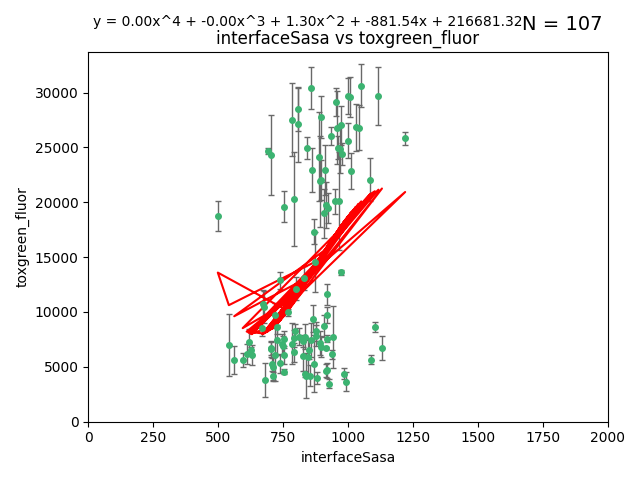 y = 0.00x^4 + -0.00x^3 + 1.30x^2 + -881.54x + 216681.32
N = 107
interfaceSasa vs toxgreen_fluor
toxgreen_fluor
30000
25000
20000
15000
10000
5000
0
0 250 500 750 1000 1250 1500 1750 2000
interfaceSasa